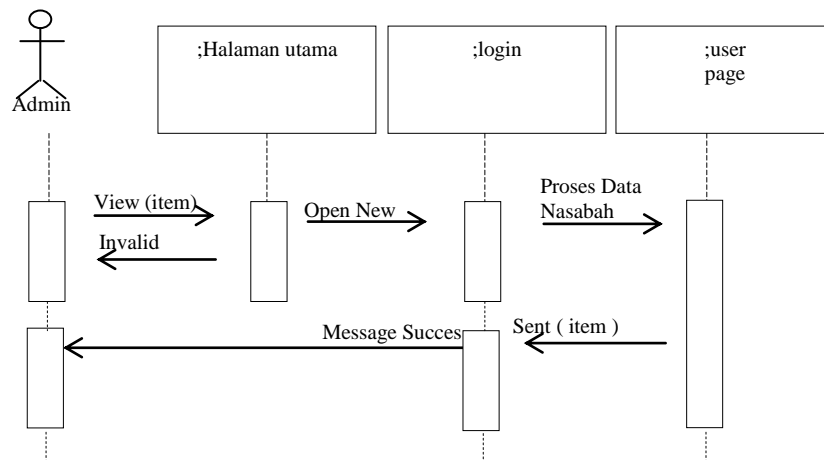 Admin
;Halaman utama
;login
;user
page
View (item)
Invalid
Open New
Proses Data
Nasabah
Message Succes
Sent ( item )